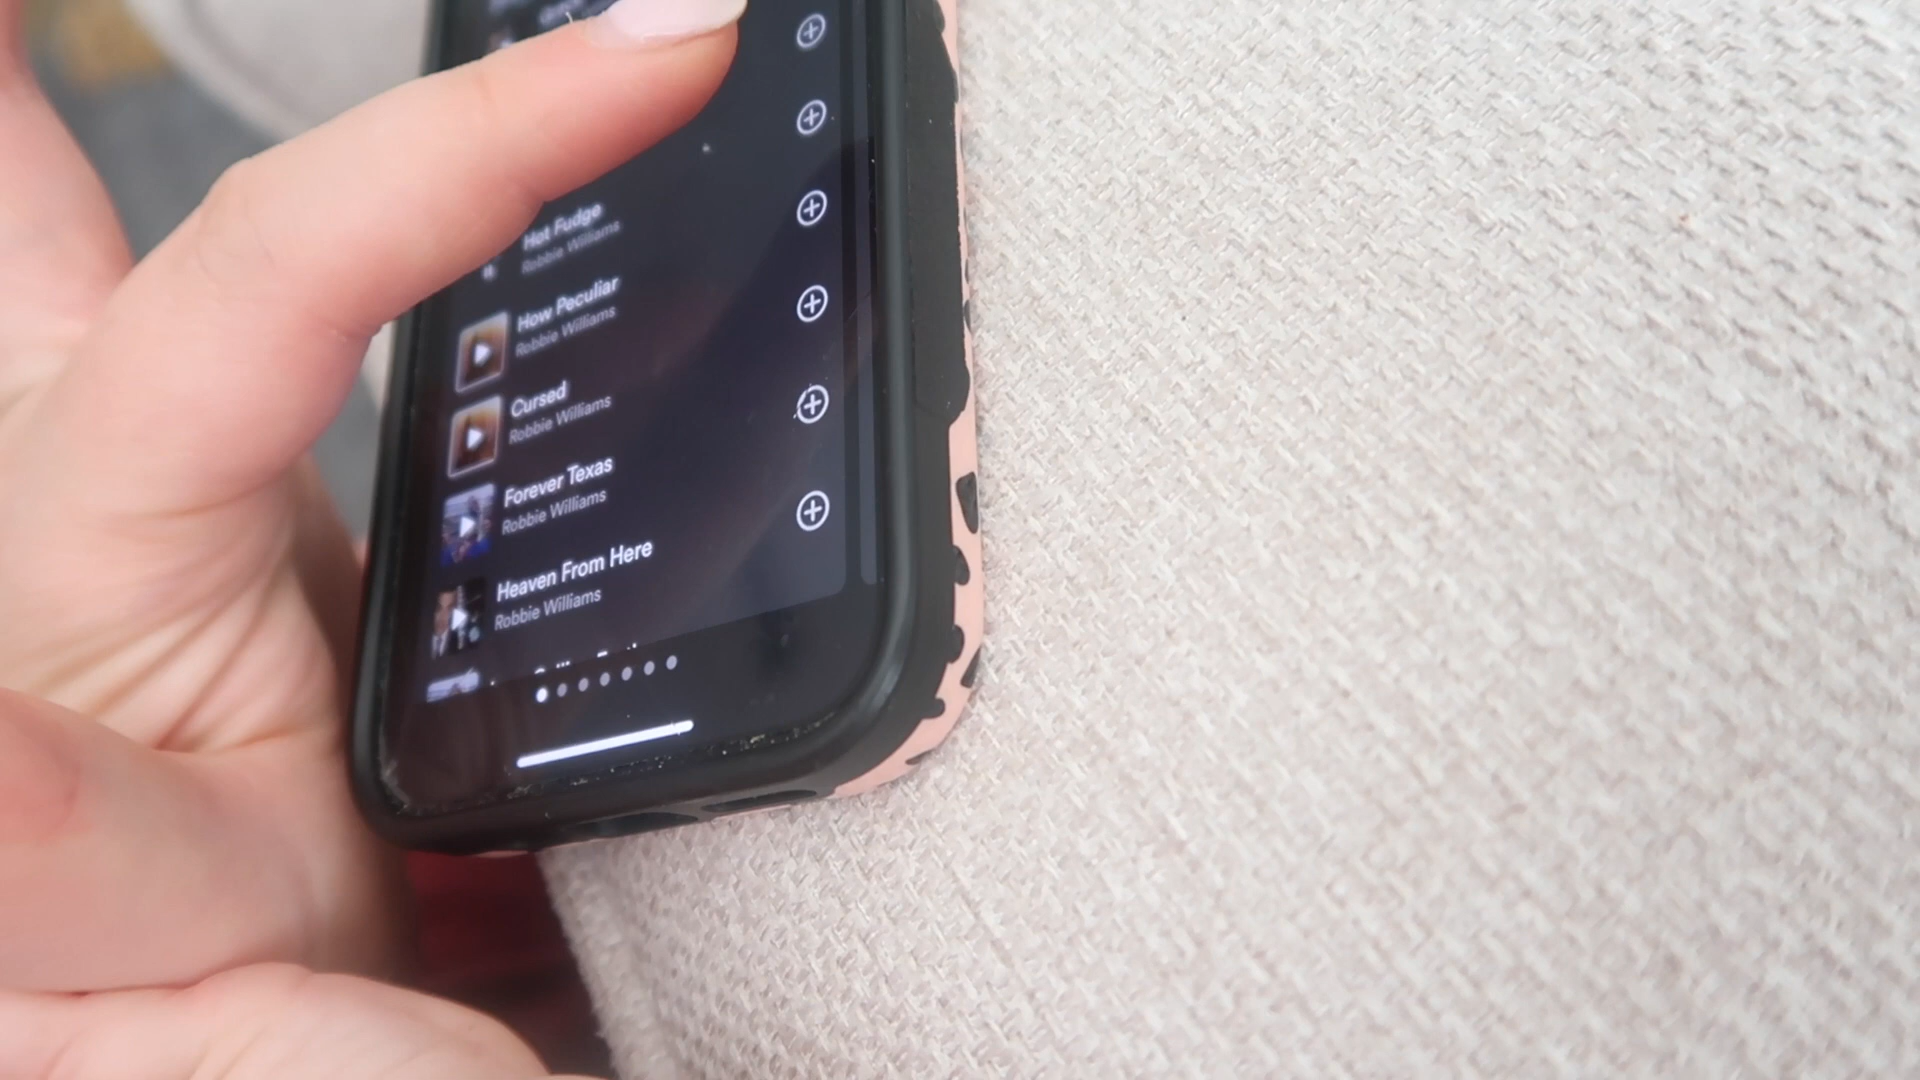 Hot Fudge
Robbie Williams
How Peculiar
Robbie Williams
Cursed
Robbie Williams
Forever Texas
Robbie Williams
Heaven From Here
Robbie Williams